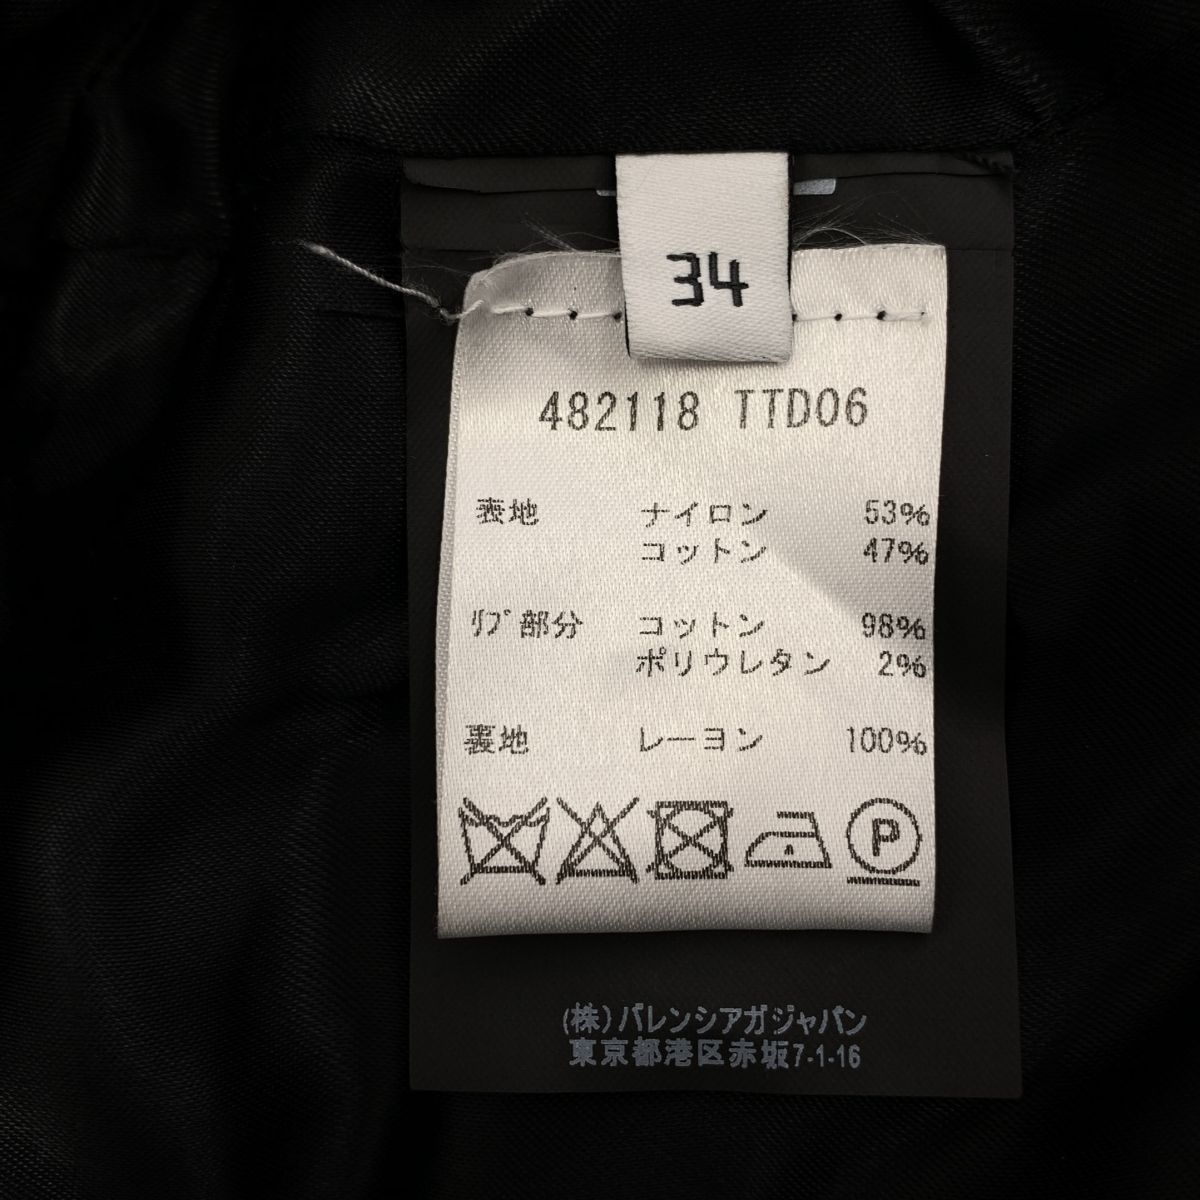 34
482118 TTD06
表地 ナイロン 53%
コットン 47%
ﾘﾌﾞ部分 コットン 98%
ポリウレタン 2%
裏地 レーヨン 100%
P
(株)バレンシアガジャパン
東京都港区赤坂7-1-16